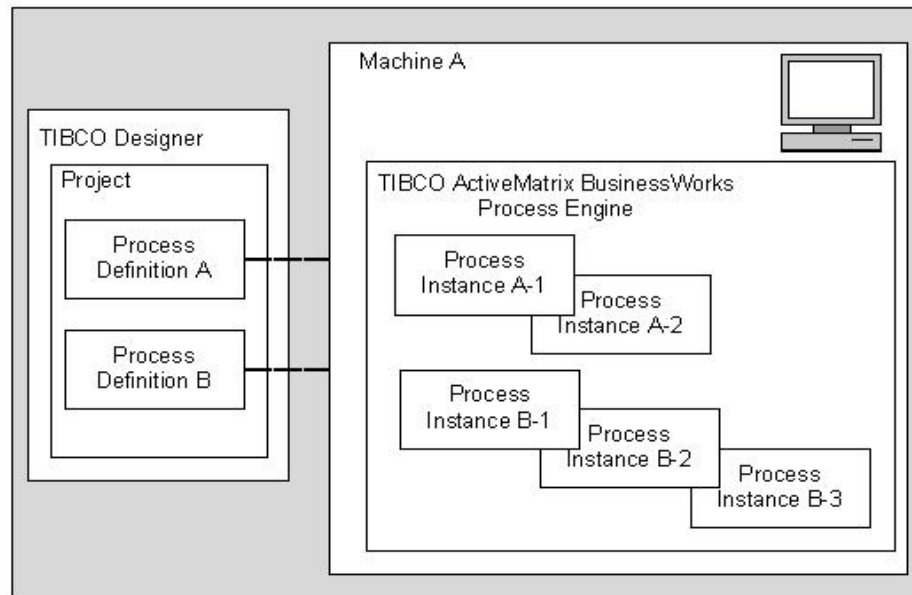 TIBCO Designer
Project
Process
Definition A
Process
Definition B
Machine A
TIBCO ActiveMatrix BusinessWorks
Process Engine
Process
Instance A-1
Process
Instance A-2
Process
Instance B-1
Process
Instance B-2
Process
Instance B-3